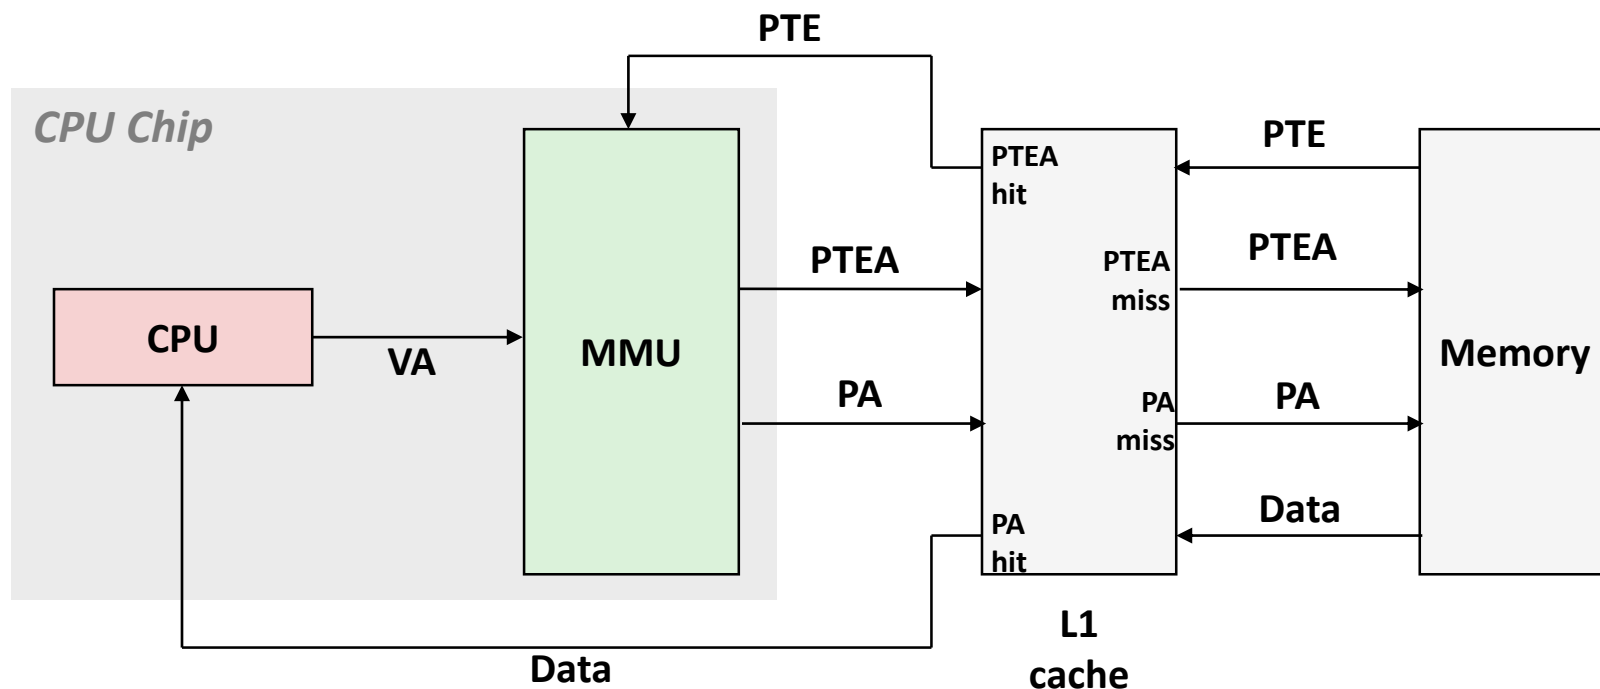 PTE
CPU Chip
PTEA
hit
PTE
PTEA
PTEA
miss
PTEA
CPU
VA
MMU
Memory
PA
PA
miss
PA
PA
hit
Data
L1
cache
Data